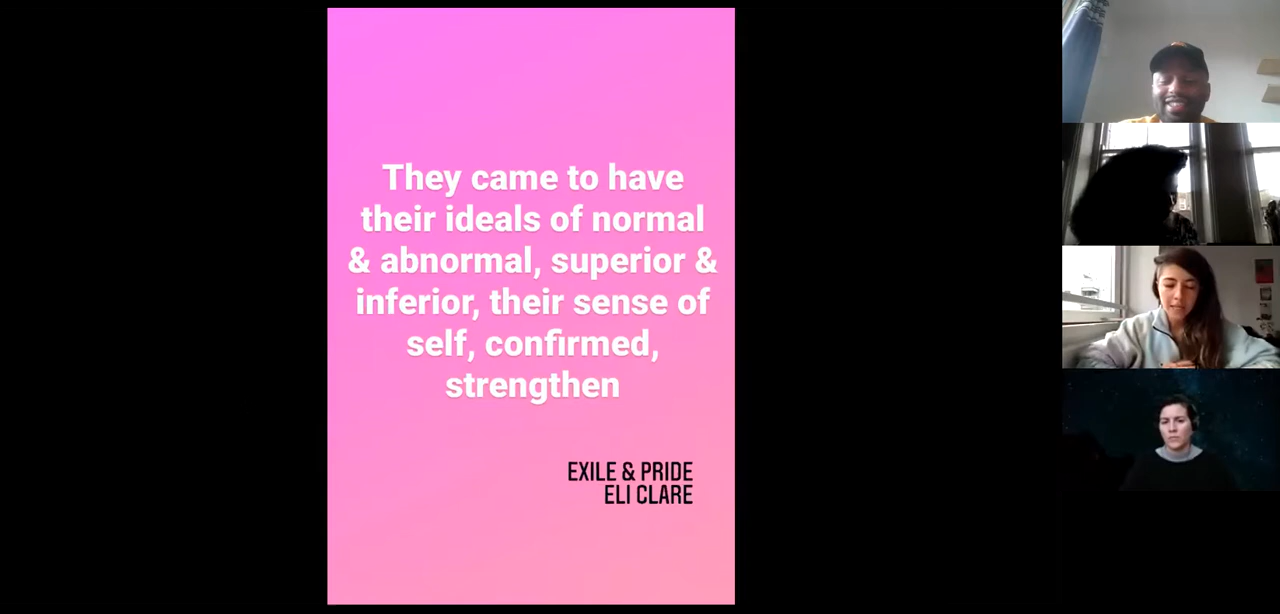 They came to have
their ideals of normal
& abnormal, superior &
inferior, their sense of
self, confirmed,
strengthen
EXILE & PRIDE
ELI CLARE